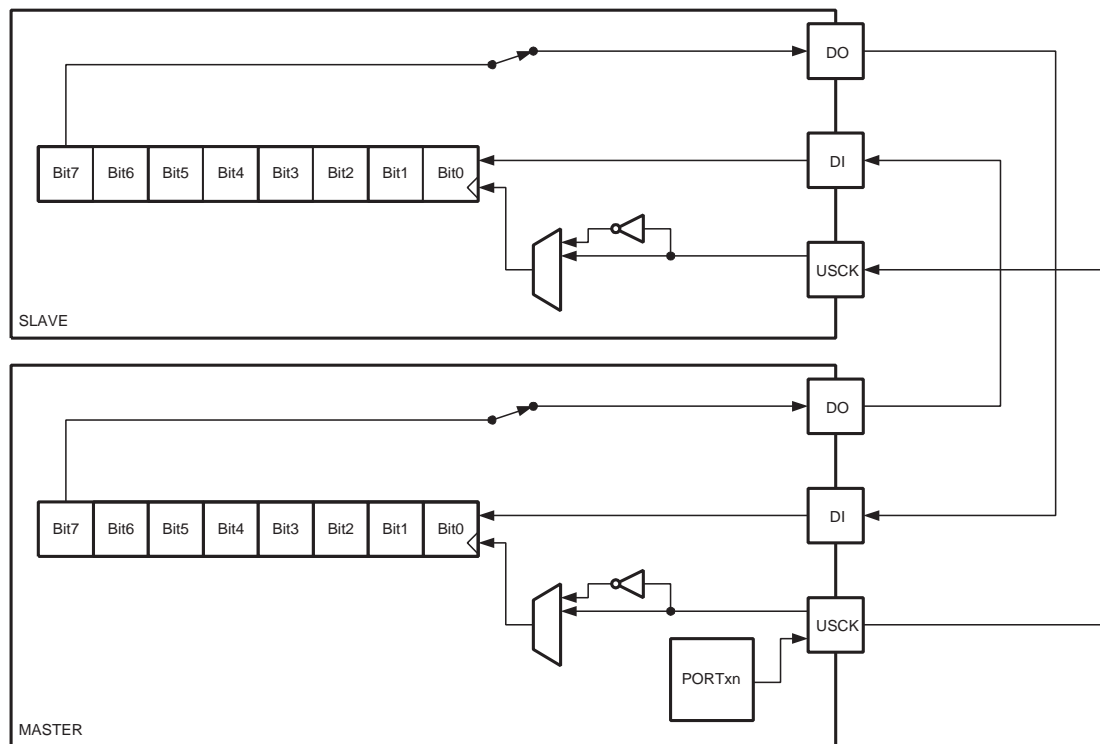 DO
Bit7 Bit6 Bit5 Bit4 Bit3 Bit2 Bit1 Bit0
DI
USCK
SLAVE
DO
Bit7 Bit6 Bit5 Bit4 Bit3 Bit2 Bit1 Bit0
DI
USCK
PORTxn
MASTER